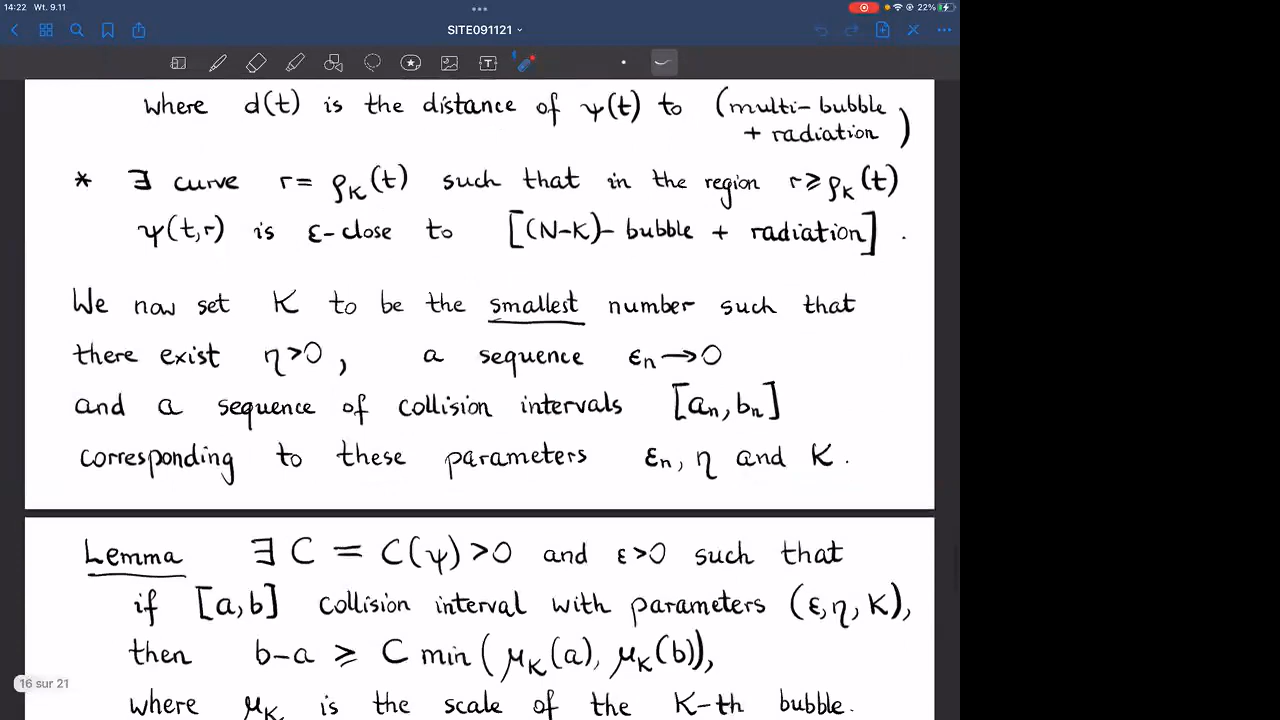 14:22 Wt. 9.11
22%
SITE091121
where d(t) is the distance of ψ(t) to (multi-bubble
+ radiation)
* ∃ curve r= ρ_K(t) such that in the region r⩾ρ_K(t)
ψ(t,r) is ε-close to [(N-K)-bubble + radiation] .
We now set K to be the smallest number such that
there exist η>0, a sequence εn→0
and a sequence of collision intervals [an, bn]
corresponding to these parameters εn, η and K.
Lemma ∃ C = C(ψ)>0 and ε>0 such that
if [a,b] collision interval with parameters (ε,η,K),
then b-a ⩾ C min(μ_K(a), μ_K(b)),
16 sur 21
where μ_K is the scale of the K-th bubble.